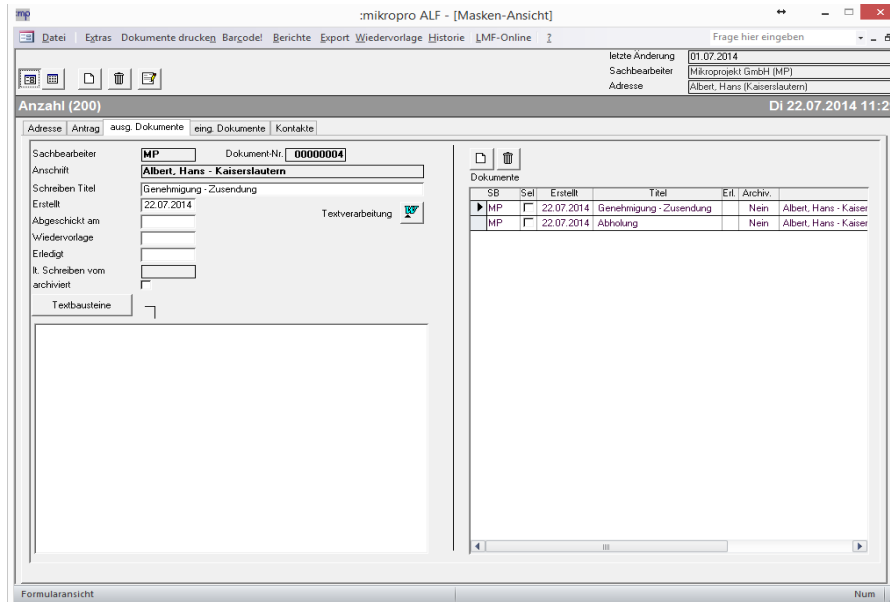 mp :mikropro ALF - [Masken-Ansicht]
Datei Extras Dokumente drucken Barcode! Berichte Export Wiedervorlage Historie LMF-Online ? Frage hier eingeben
letzte Änderung 01.07.2014
Sachbearbeiter Mikroprojekt GmbH (MP)
Adresse Albert, Hans (Kaiserslautern)
Anzahl (200) Di 22.07.2014 11:2
Adresse Antrag ausg. Dokumente eing. Dokumente Kontakte
Sachbearbeiter MP Dokument-Nr. 00000004
Anschrift Albert, Hans - Kaiserslautern
Schreiben Titel Genehmigung - Zusendung
Erstellt 22.07.2014
Abgeschickt am
Textverarbeitung
Wiedervorlage
Erledigt
lt. Schreiben vom
archiviert
Textbausteine
Dokumente
SB Sel Erstellt Titel Erl. Archiv.
MP 22.07.2014 Genehmigung - Zusendung Nein Albert, Hans - Kaiser
MP 22.07.2014 Abholung Nein Albert, Hans - Kaiser
Formularansicht Num